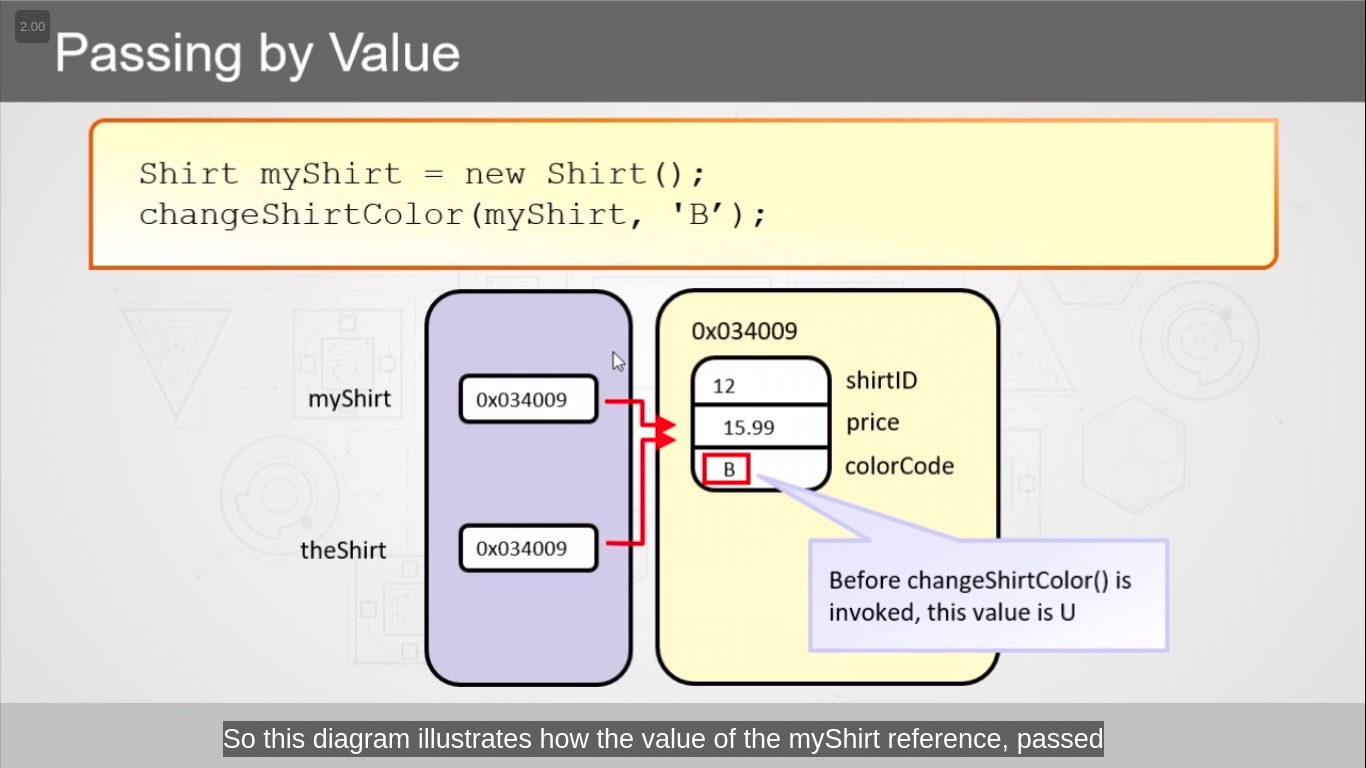 2.00
Passing by Value
Shirt myShirt = new Shirt();
changeShirtColor(myShirt, 'B’);
0x034009
12
shirtID
myShirt
0x034009
15.99
price
B
colorCode
theShirt
0x034009
Before changeShirtColor() is
invoked, this value is U
So this diagram illustrates how the value of the myShirt reference, passed